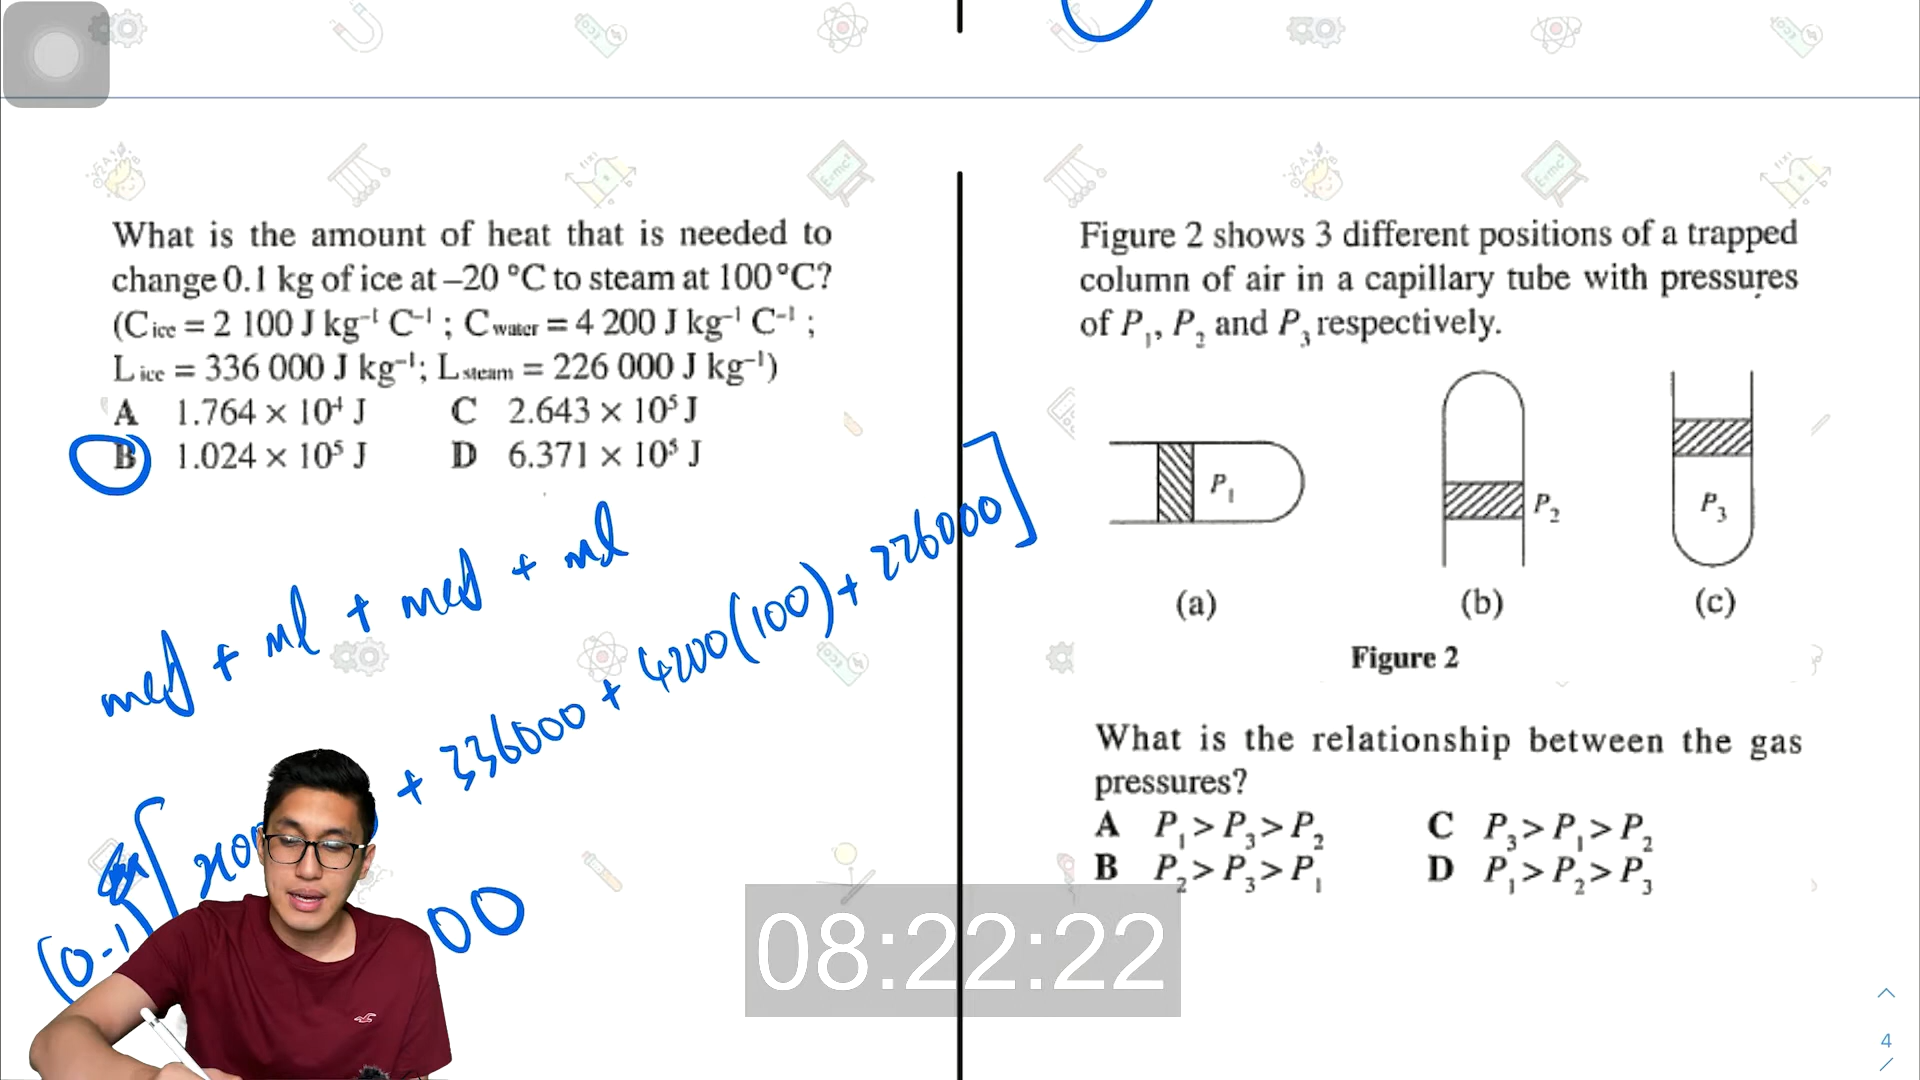 What is the amount of heat that is needed to
change 0.1 kg of ice at –20 °C to steam at 100 °C?
(C ice = 2 100 J kg⁻¹ C⁻¹ ; C water = 4 200 J kg⁻¹ C⁻¹ ;
L ice = 336 000 J kg⁻¹; L steam = 226 000 J kg⁻¹)
A 1.764 × 10⁴ J C 2.643 × 10⁵ J
B 1.024 × 10⁵ J D 6.371 × 10⁵ J
+ ml + + ml
+ 336000 + 4200(100) + 226000]
(0.1)[
00
Figure 2 shows 3 different positions of a trapped
column of air in a capillary tube with pressures
of P₁, P₂ and P₃ respectively.
P₁
P₂
P₃
(a) (b) (c)
Figure 2
What is the relationship between the gas
pressures?
A P₁ > P₃ > P₂ C P₃ > P₁ > P₂
B P₂ > P₃ > P₁ D P₁ > P₂ > P₃
08:22:22
4